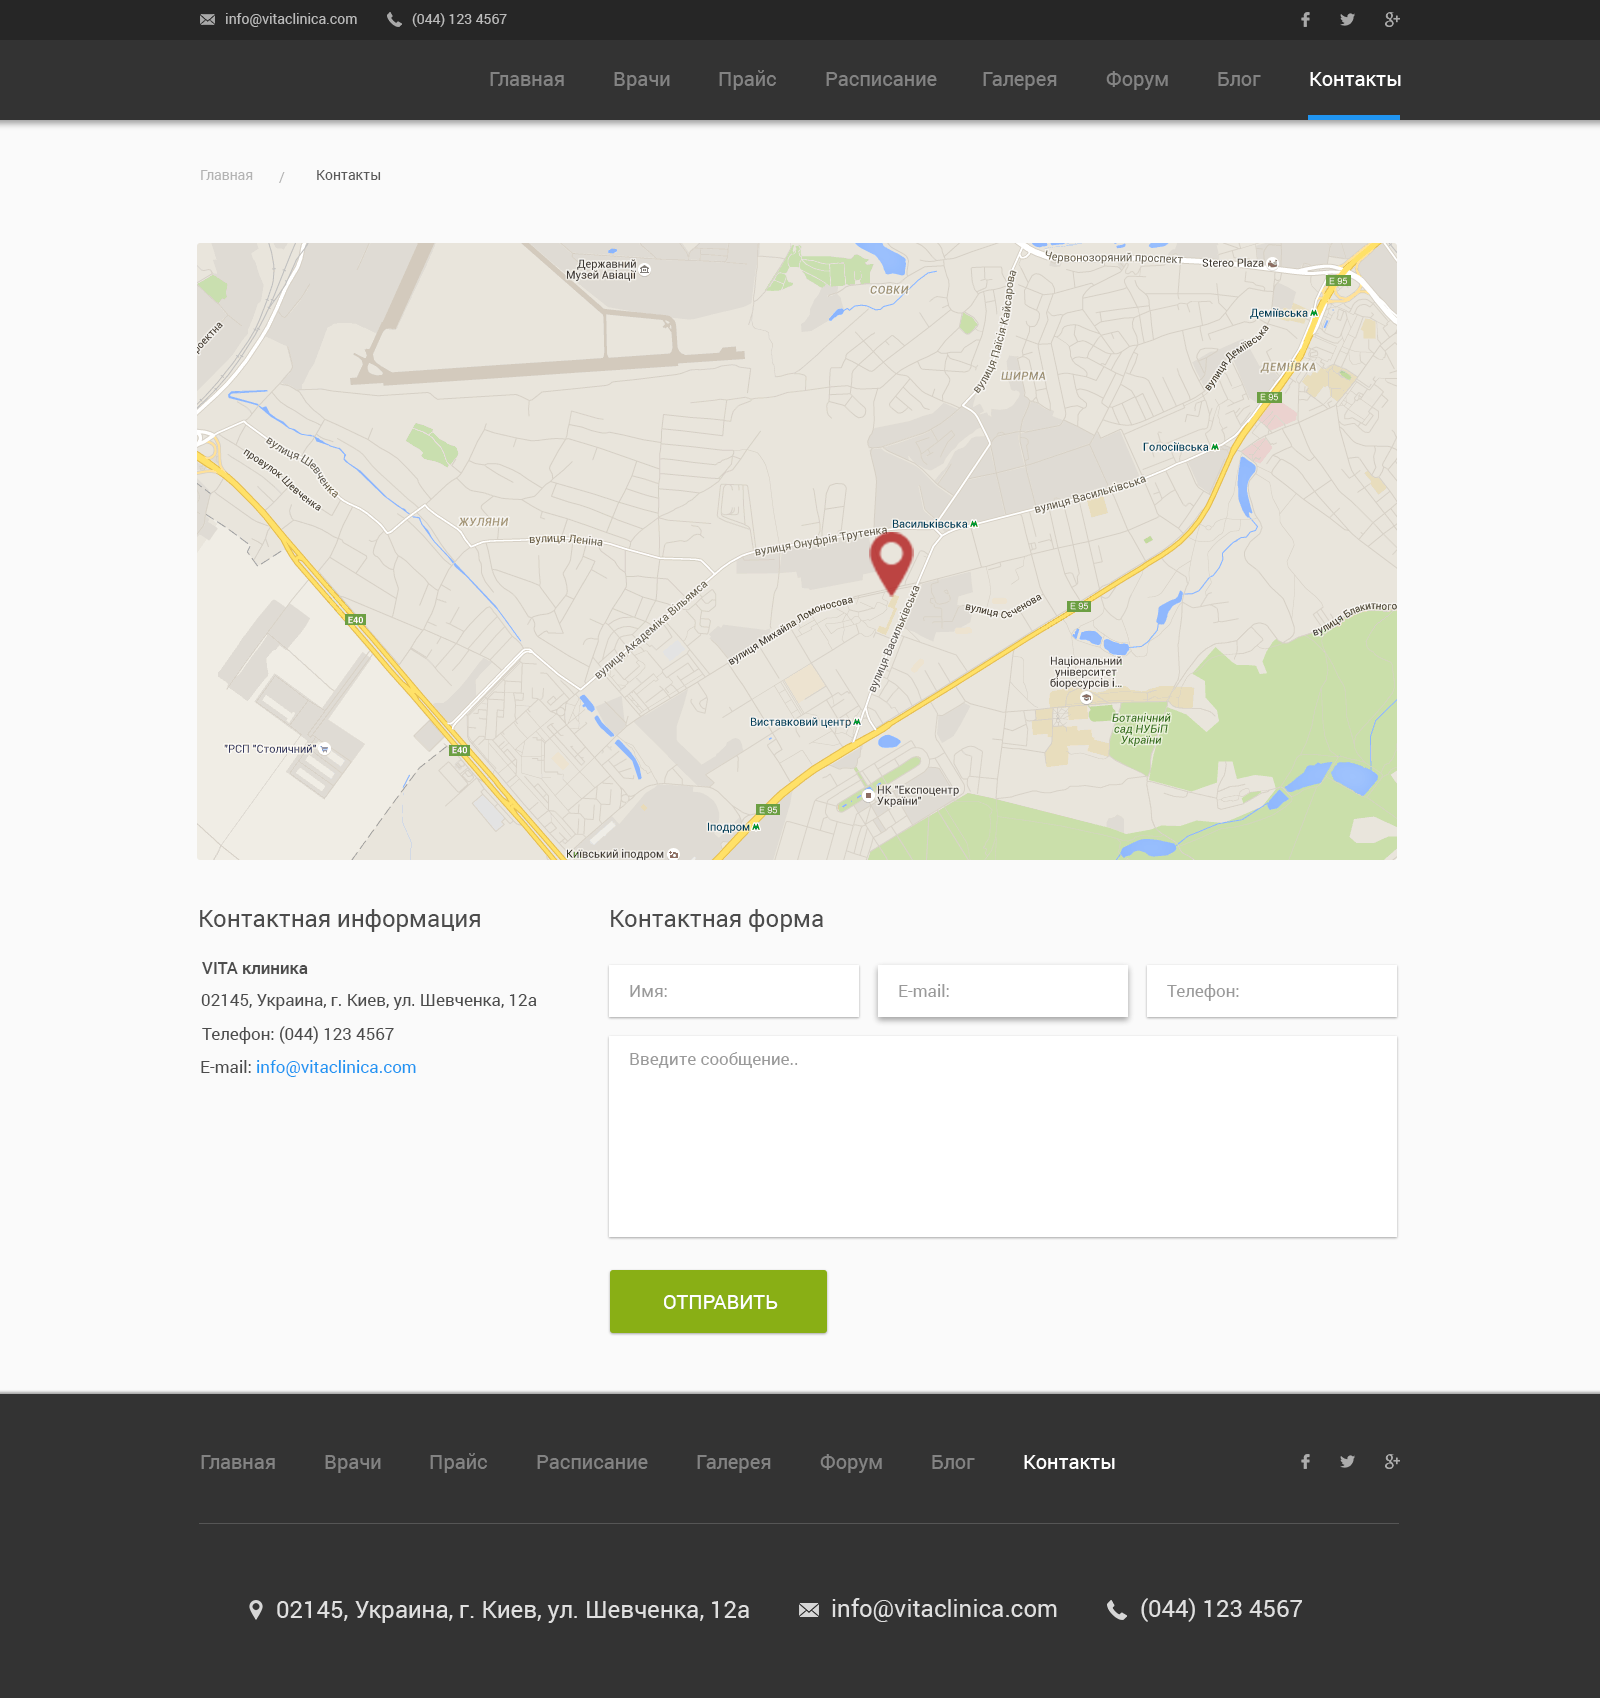 info@vitaclinica.com (044) 123 4567
Главная Врачи Прайс Расписание Галерея Форум Блог Контакты
Главная / Контакты
Державний
Музей Авіації
Червонозоряний проспект
Stereo Plaza
E 95
СОВКИ
Деміївська
роектна
вулиця Паісія Кайсарова
вулиця Деміївська
ШИРМА
ДЕМІЇВКА
E 95
Голосіївська
вулиця Шевченка
провулок Шевченка
вулиця Васильківська
ЖУЛЯНИ
Васильківська
вулиця Леніна
вулиця Онуфрія Трутенка
вулиця Академіка Вільямса
вулиця Михайла Ломоносова
вулиця Васильківська
вулиця Сєченова
E 95
вулиця Блакитного
E40
Національний
університет
біоресурсів і...
Виставковий центр
Ботанічний
сад НУБіП
України
"РСП "Столичний"
E40
НК "Експоцентр
України"
E 95
Іподром
Київський іподром
Контактная информация
VITA клиника
02145, Украина, г. Киев, ул. Шевченка, 12а
Телефон: (044) 123 4567
E-mail: info@vitaclinica.com
Контактная форма
Имя: E-mail: Телефон:
Введите сообщение..
ОТПРАВИТЬ
Главная Врачи Прайс Расписание Галерея Форум Блог Контакты
02145, Украина, г. Киев, ул. Шевченка, 12а info@vitaclinica.com (044) 123 4567